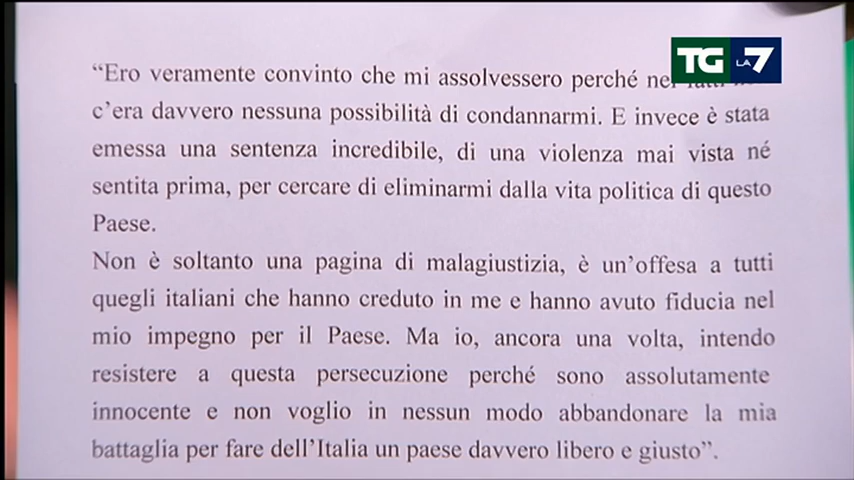 TG LA 7
“Ero veramente convinto che mi assolvessero perché nei fatti
c’era davvero nessuna possibilità di condannarmi. E invece è stata
emessa una sentenza incredibile, di una violenza mai vista né
sentita prima, per cercare di eliminarmi dalla vita politica di questo
Paese.
Non è soltanto una pagina di malagiustizia, è un’offesa a tutti
quegli italiani che hanno creduto in me e hanno avuto fiducia nel
mio impegno per il Paese. Ma io, ancora una volta, intendo
resistere a questa persecuzione perché sono assolutamente
innocente e non voglio in nessun modo abbandonare la mia
battaglia per fare dell’Italia un paese davvero libero e giusto”.